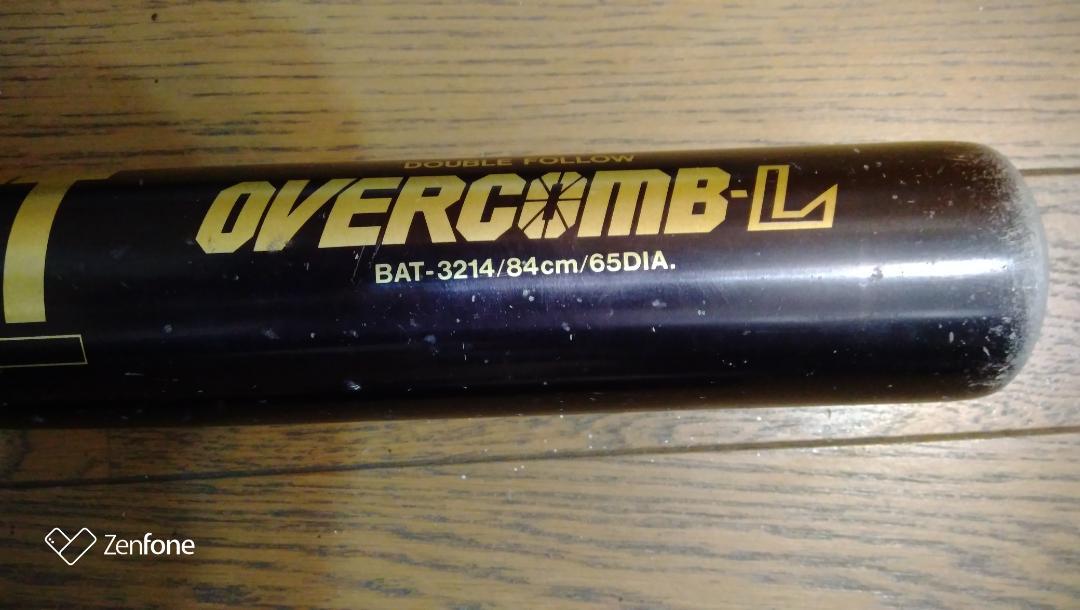 DOUBLE FOLLOW
OVERCOMB-L
BAT-3214/84cm/65DIA.
T
Zenfone